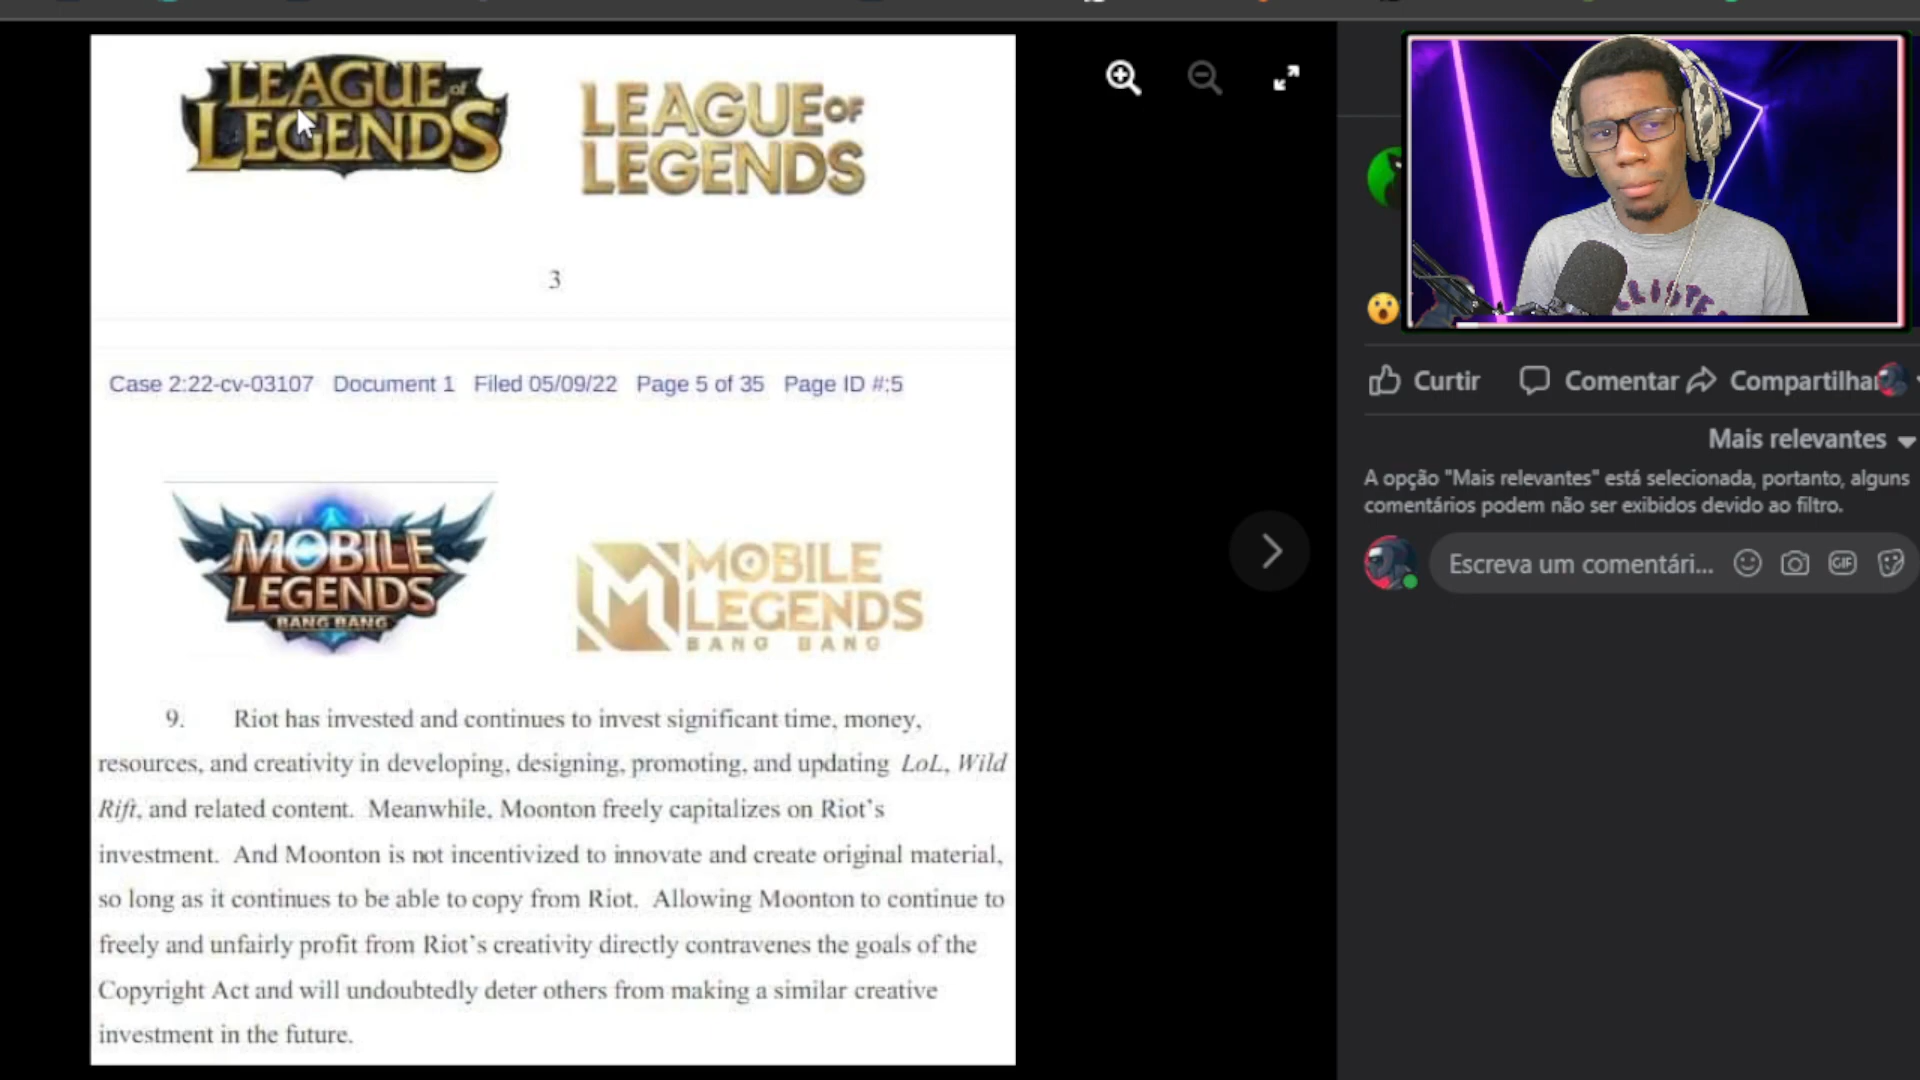 LEAGUE of
LEGENDS
LEAGUE OF
LEGENDS
3
Case 2:22-cv-03107 Document 1 Filed 05/09/22 Page 5 of 35 Page ID #:5
MOBILE
LEGENDS
BANG BANG
MOBILE
LEGENDS
BANG BANG
9. Riot has invested and continues to invest significant time, money,
resources, and creativity in developing, designing, promoting, and updating LoL, Wild
Rift, and related content. Meanwhile, Moonton freely capitalizes on Riot's
investment. And Moonton is not incentivized to innovate and create original material,
so long as it continues to be able to copy from Riot. Allowing Moonton to continue to
freely and unfairly profit from Riot's creativity directly contravenes the goals of the
Copyright Act and will undoubtedly deter others from making a similar creative
investment in the future.
Curtir Comentar Compartilhar
Mais relevantes
A opção "Mais relevantes" está selecionada, portanto, alguns
comentários podem não ser exibidos devido ao filtro.
Escreva um comentári... GIF